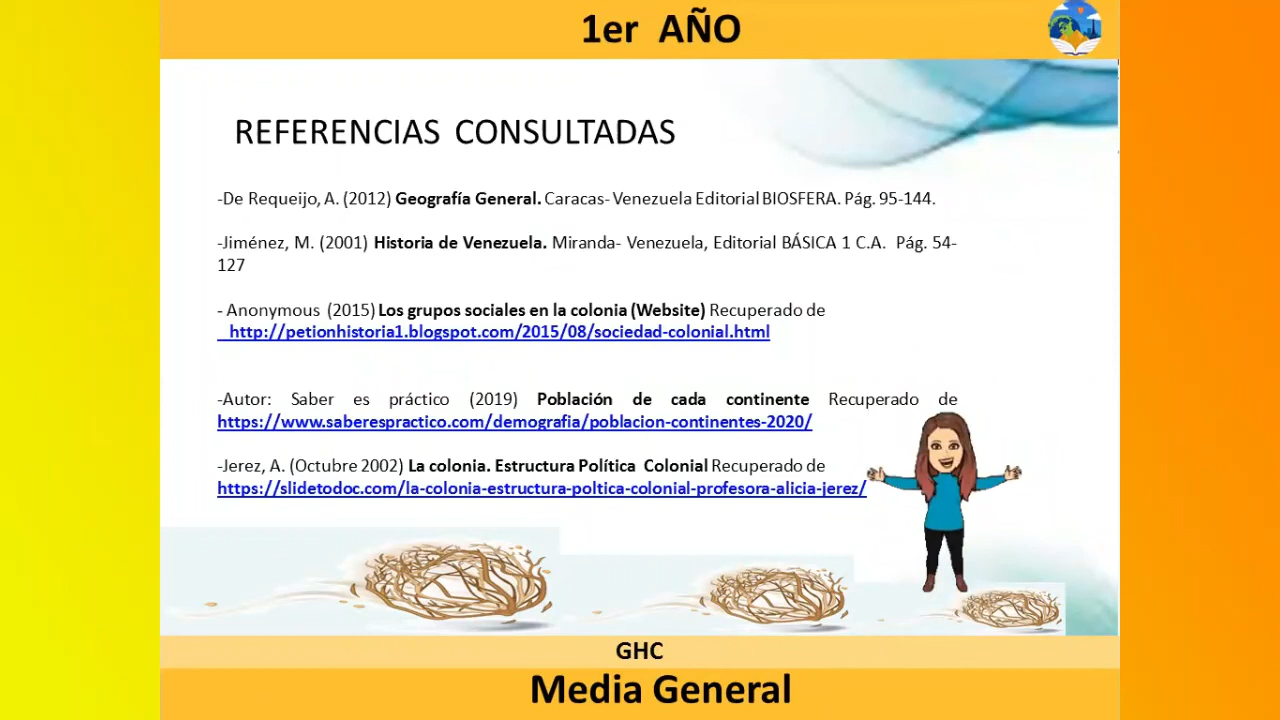 1er AÑO
REFERENCIAS CONSULTADAS
-De Requeijo, A. (2012) Geografía General. Caracas- Venezuela Editorial BIOSFERA. Pág. 95-144.
-Jiménez, M. (2001) Historia de Venezuela. Miranda- Venezuela, Editorial BÁSICA 1 C.A. Pág. 54-
127
- Anonymous (2015) Los grupos sociales en la colonia (Website) Recuperado de
http://petionhistoria1.blogspot.com/2015/08/sociedad-colonial.html
-Autor: Saber es práctico (2019) Población de cada continente Recuperado de
https://www.saberespractico.com/demografia/poblacion-continentes-2020/
-Jerez, A. (Octubre 2002) La colonia. Estructura Política Colonial Recuperado de
https://slidetodoc.com/la-colonia-estructura-poltica-colonial-profesora-alicia-jerez/
GHC
Media General